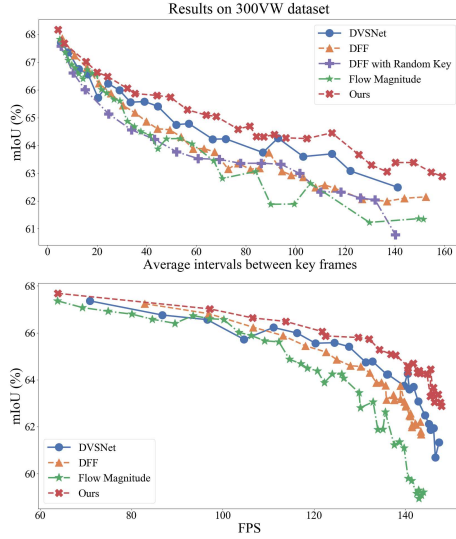 Results on 300VW dataset
68
67
66
65
64
63
62
61
mIoU (%)
DVSNet
DFF
DFF with Random Key
Flow Magnitude
Ours
0 20 40 60 80 100 120 140 160
Average intervals between key frames
68
66
64
62
60
mIoU (%)
DVSNet
DFF
Flow Magnitude
Ours
60 80 100 120 140
FPS